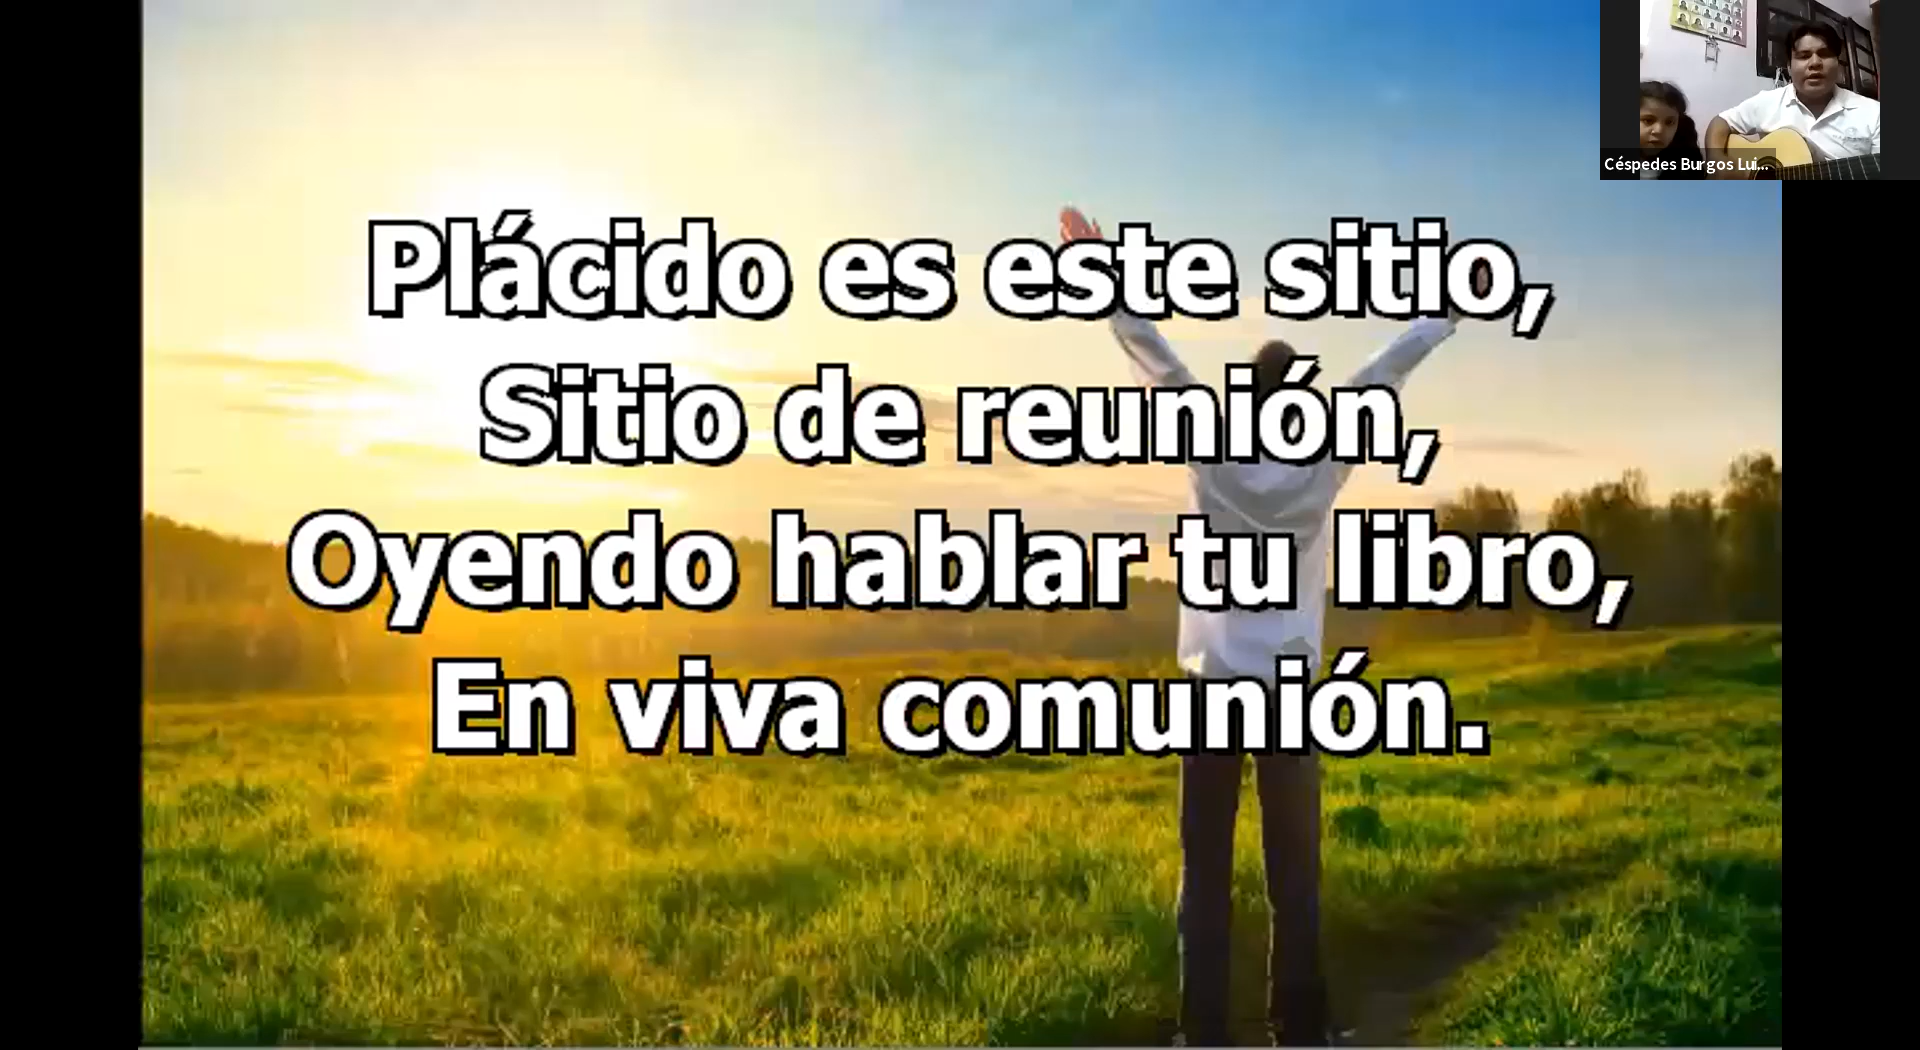 Céspedes Burgos Lui...
Plácido es este sitio,
Sitio de reunión,
Oyendo hablar tu libro,
En viva comunión.